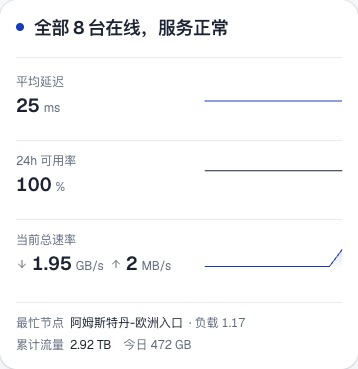 全部 8 台在线，服务正常
平均延迟
25 ms
24h 可用率
100 %
当前总速率
↓ 1.95 GB/s ↑ 2 MB/s
最忙节点 阿姆斯特丹-欧洲入口 · 负载 1.17
累计流量 2.92 TB 今日 472 GB